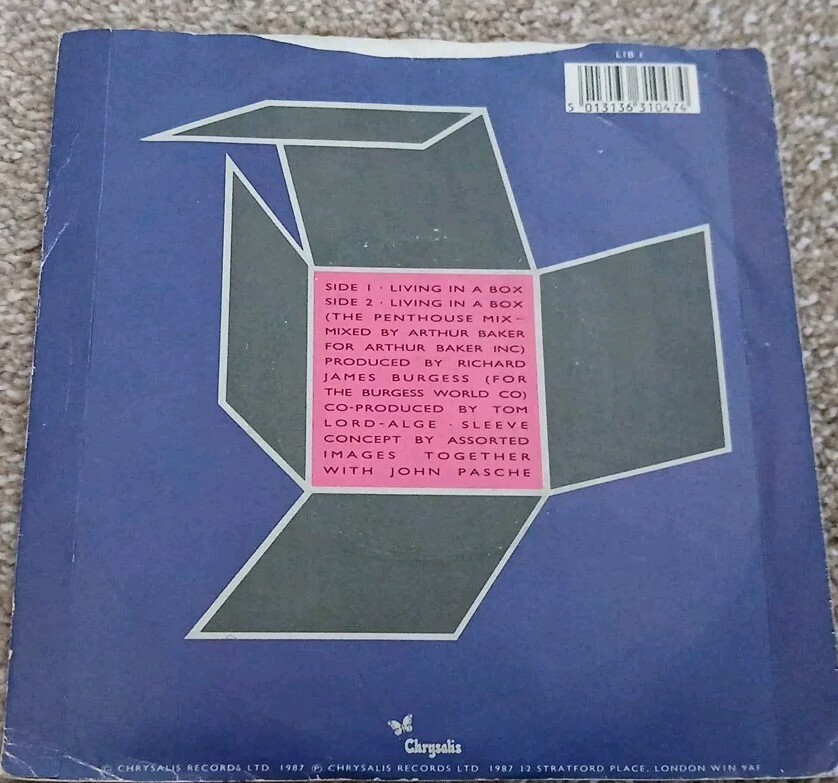 LIB 1
5 013136 310474
SIDE 1 · LIVING IN A BOX
SIDE 2 · LIVING IN A BOX
(THE PENTHOUSE MIX –
MIXED BY ARTHUR BAKER
FOR ARTHUR BAKER INC)
PRODUCED BY RICHARD
JAMES BURGESS (FOR
THE BURGESS WORLD CO)
CO-PRODUCED BY TOM
LORD-ALGE · SLEEVE
CONCEPT BY ASSORTED
IMAGES TOGETHER
WITH JOHN PASCHE
Chrysalis
© CHRYSALIS RECORDS LTD 1987 ℗ CHRYSALIS RECORDS LTD 1987 12 STRATFORD PLACE, LONDON W1N 9AF